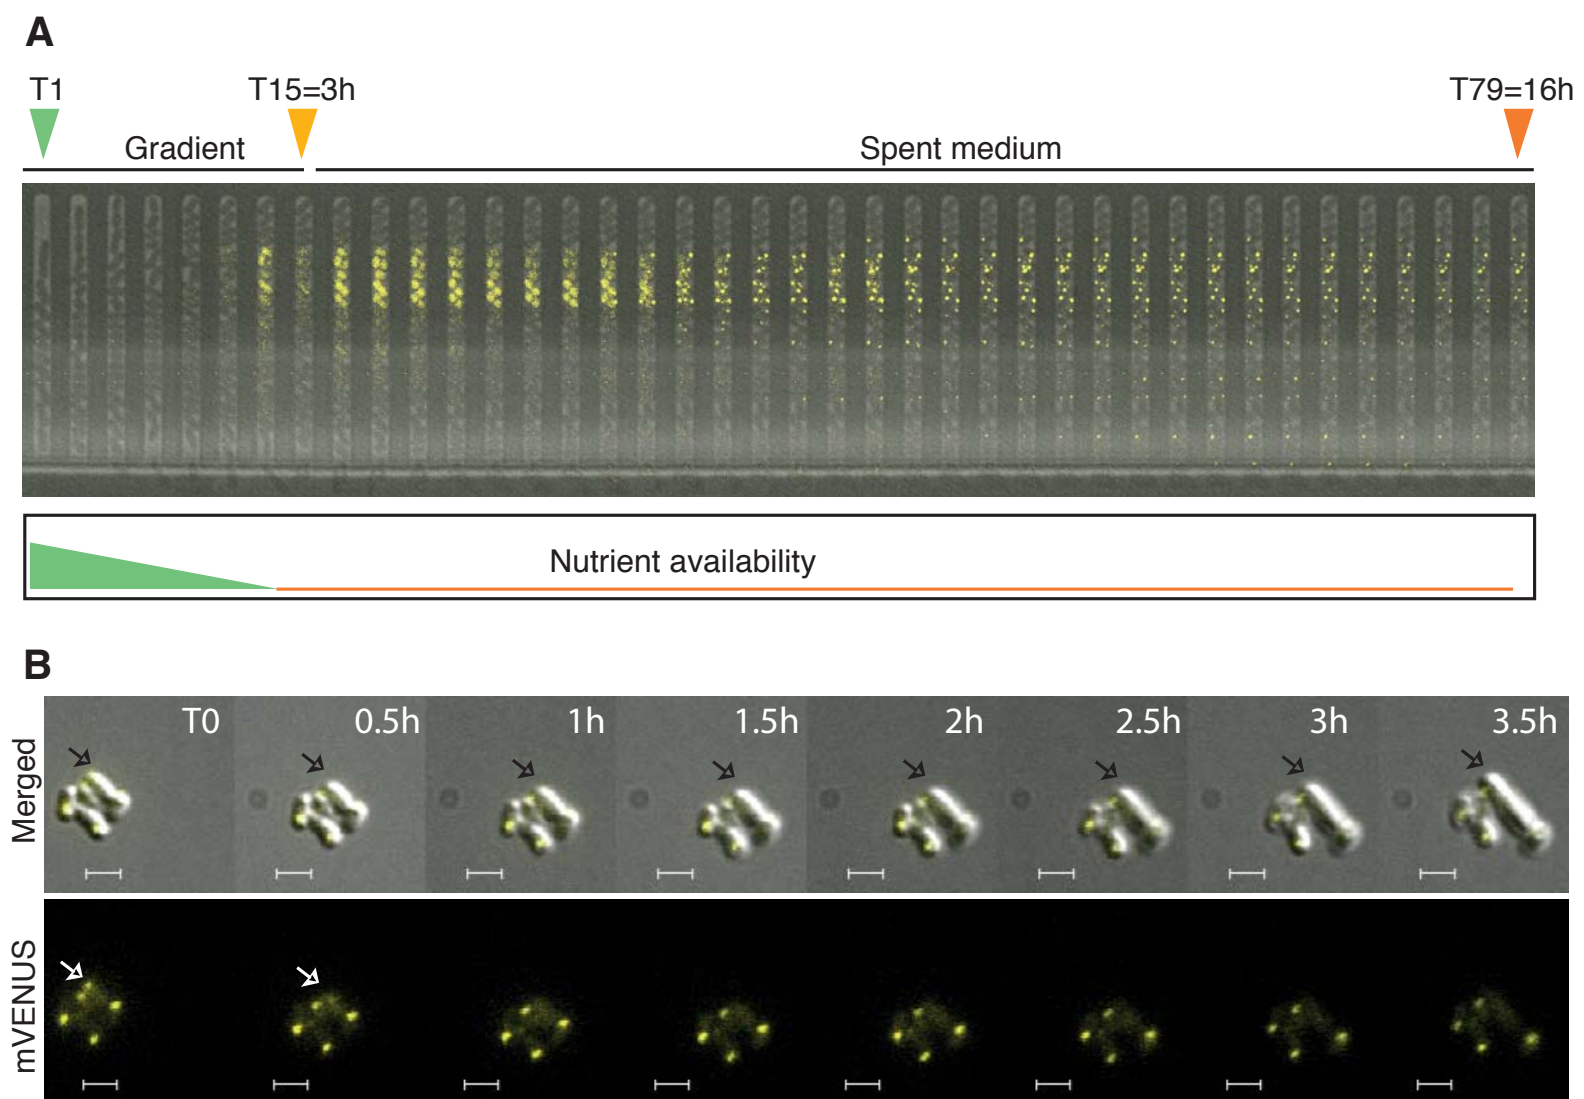 A
T1 T15=3h T79=16h
Gradient Spent medium
Nutrient availability
B
Merged
T0 0.5h 1h 1.5h 2h 2.5h 3h 3.5h
mVENUS